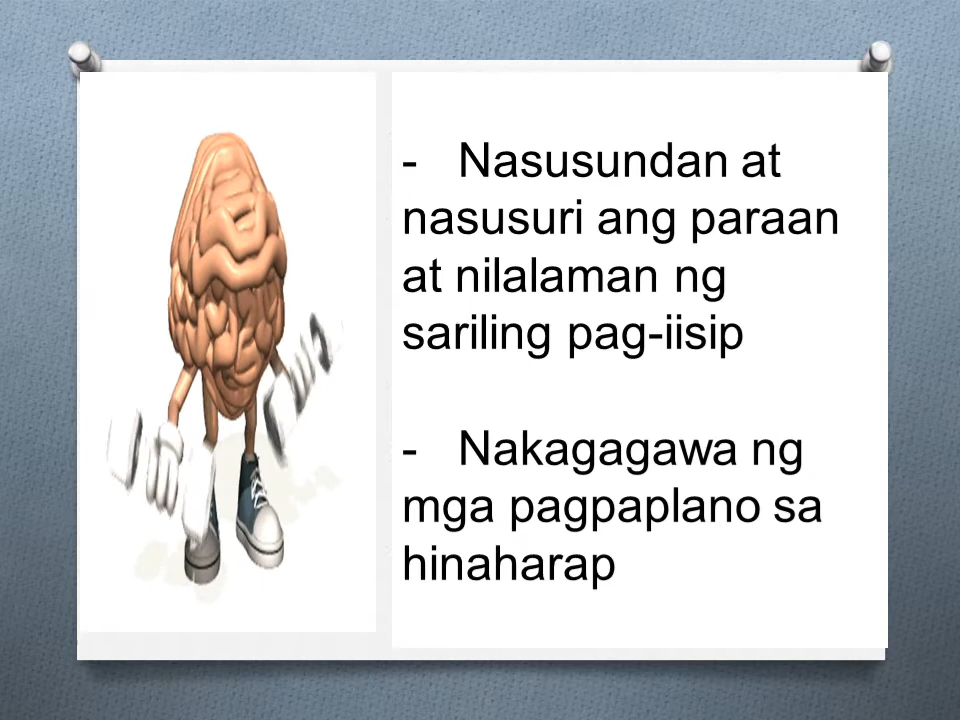 - Nasusundan at
nasusuri ang paraan
at nilalaman ng
sariling pag-iisip
- Nakagagawa ng
mga pagpaplano sa
hinaharap